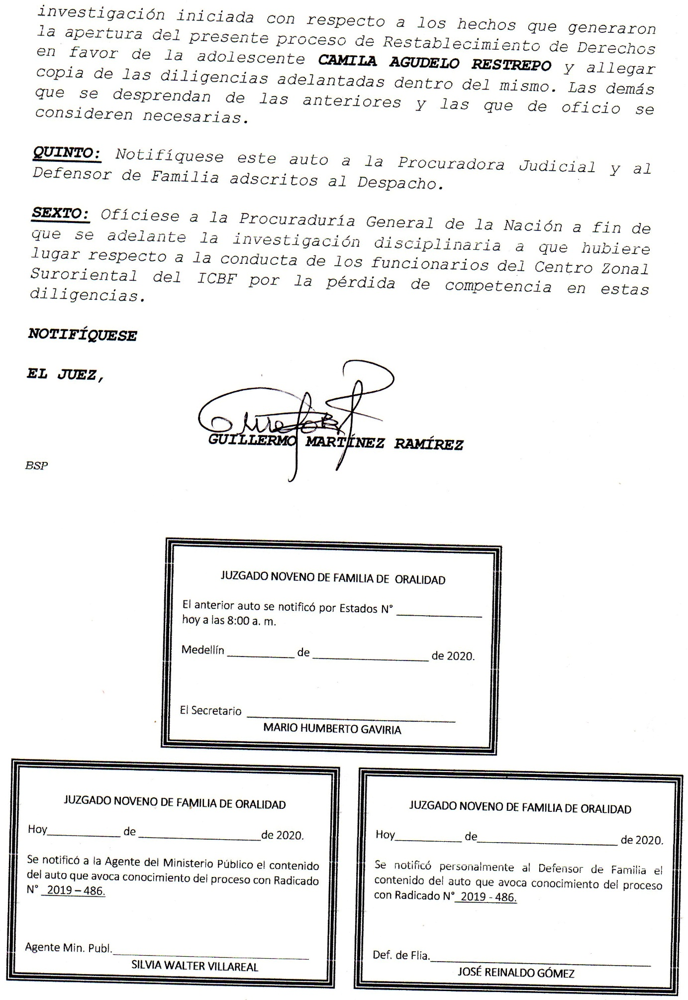 investigación iniciada con respecto a los hechos que generaron
la apertura del presente proceso de Restablecimiento de Derechos
en favor de la adolescente CAMILA AGUDELO RESTREPO y allegar
copia de las diligencias adelantadas dentro del mismo. Las demás
que se desprendan de las anteriores y las que de oficio se
consideren necesarias.
QUINTO: Notifíquese este auto a la Procuradora Judicial y al
Defensor de Familia adscritos al Despacho.
SEXTO: Ofíciese a la Procuraduría General de la Nación a fin de
que se adelante la investigación disciplinaria a que hubiere
lugar respecto a la conducta de los funcionarios del Centro Zonal
Suroriental del ICBF por la pérdida de competencia en estas
diligencias.
NOTIFÍQUESE
EL JUEZ,
GUILLERMO MARTÍNEZ RAMÍREZ
BSP
JUZGADO NOVENO DE FAMILIA DE ORALIDAD
El anterior auto se notificó por Estados N° ____________
hoy a las 8:00 a. m.
Medellín __________ de _________________ de 2020.
El Secretario ______________________________
MARIO HUMBERTO GAVIRIA
JUZGADO NOVENO DE FAMILIA DE ORALIDAD
Hoy___________ de __________________de 2020.
Se notificó a la Agente del Ministerio Público el contenido
del auto que avoca conocimiento del proceso con Radicado
N° 2019 – 486.
Agente Min. Publ.____________________________
SILVIA WALTER VILLAREAL
JUZGADO NOVENO DE FAMILIA DE ORALIDAD
Hoy__________ de____________________ de 2020.
Se notificó personalmente al Defensor de Familia el
contenido del auto que avoca conocimiento del proceso
con Radicado N° 2019 - 486.
Def. de Flia.________________________________
JOSÉ REINALDO GÓMEZ